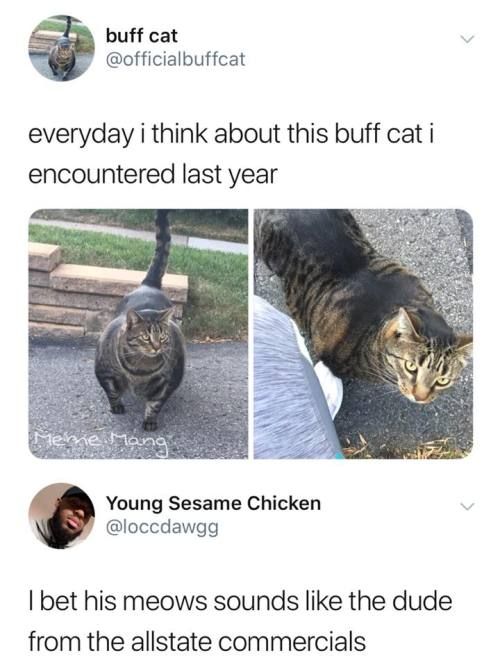 buff cat
@officialbuffcat
everyday i think about this buff cat i
encountered last year
Meme.Mang
Young Sesame Chicken
@loccdawgg
I bet his meows sounds like the dude
from the allstate commercials